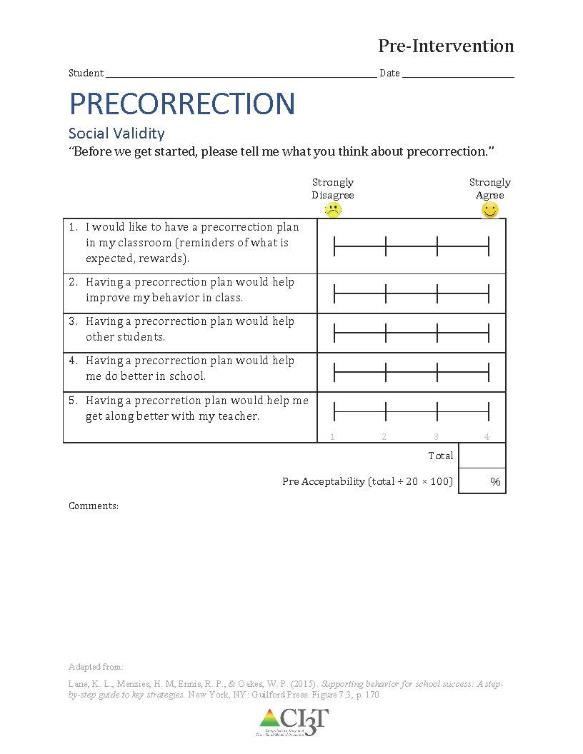 Pre-Intervention
Student Date
PRECORRECTION
Social Validity
“Before we get started, please tell me what you think about precorrection.”
Strongly Disagree
Strongly Agree
1. I would like to have a precorrection plan
in my classroom (reminders of what is
expected, rewards).
2. Having a precorrection plan would help
improve my behavior in class.
3. Having a precorrection plan would help
other students.
4. Having a precorrection plan would help
me do better in school.
5. Having a precorretion plan would help me
get along better with my teacher.
1 2 3 4
Total
Pre Acceptability (total ÷ 20 × 100) %
Comments:
Adapted from:
Lane, K. L., Menzies, H. M, Ennis, R. P., & Oakes, W. P. (2015). Supporting behavior for school success: A step-
by-step guide to key strategies. New York, NY: Guilford Press. Figure 7.3, p. 170
CI3T